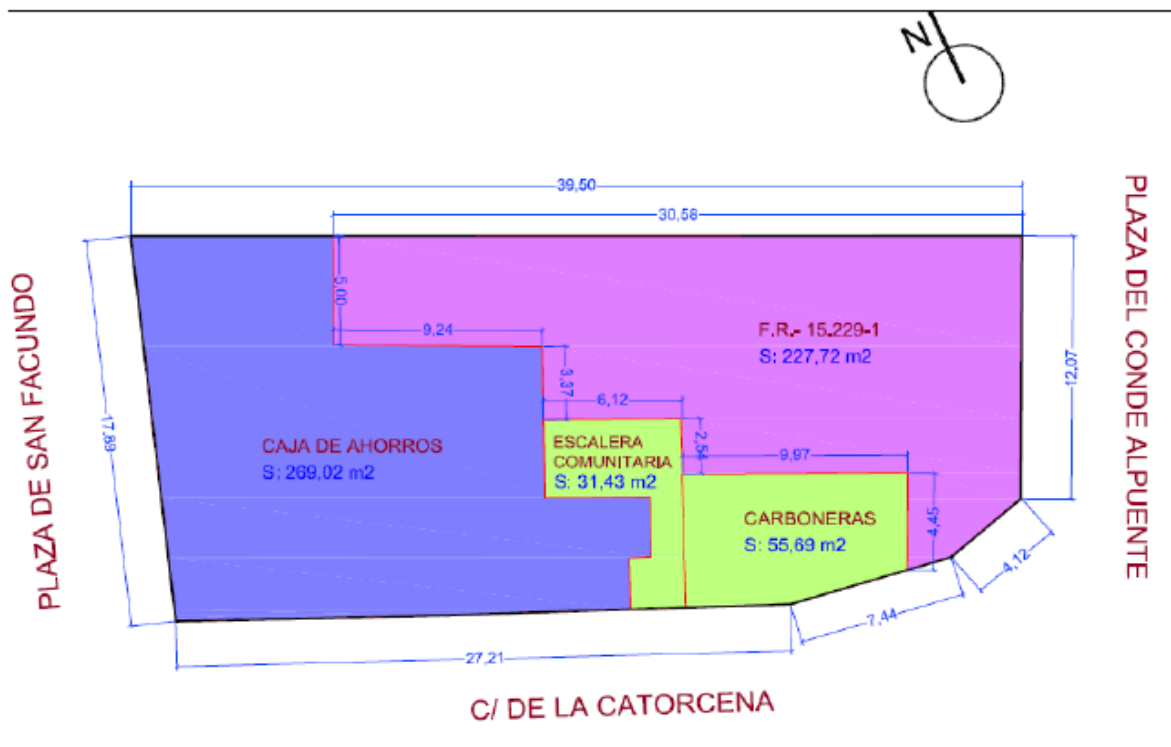 N
39,50
30,58
PLAZA DEL CONDE ALPUENTE
PLAZA DE SAN FACUNDO
5,00
9,24
F.R.- 15.229-1
S: 227,72 m2
3,37
6,12
12,07
17,89
2,54
CAJA DE AHORROS
S: 269,02 m2
ESCALERA
COMUNITARIA
S: 31,43 m2
9,97
CARBONERAS
S: 55,69 m2
4,45
4,12
7,44
27,21
C/ DE LA CATORCENA